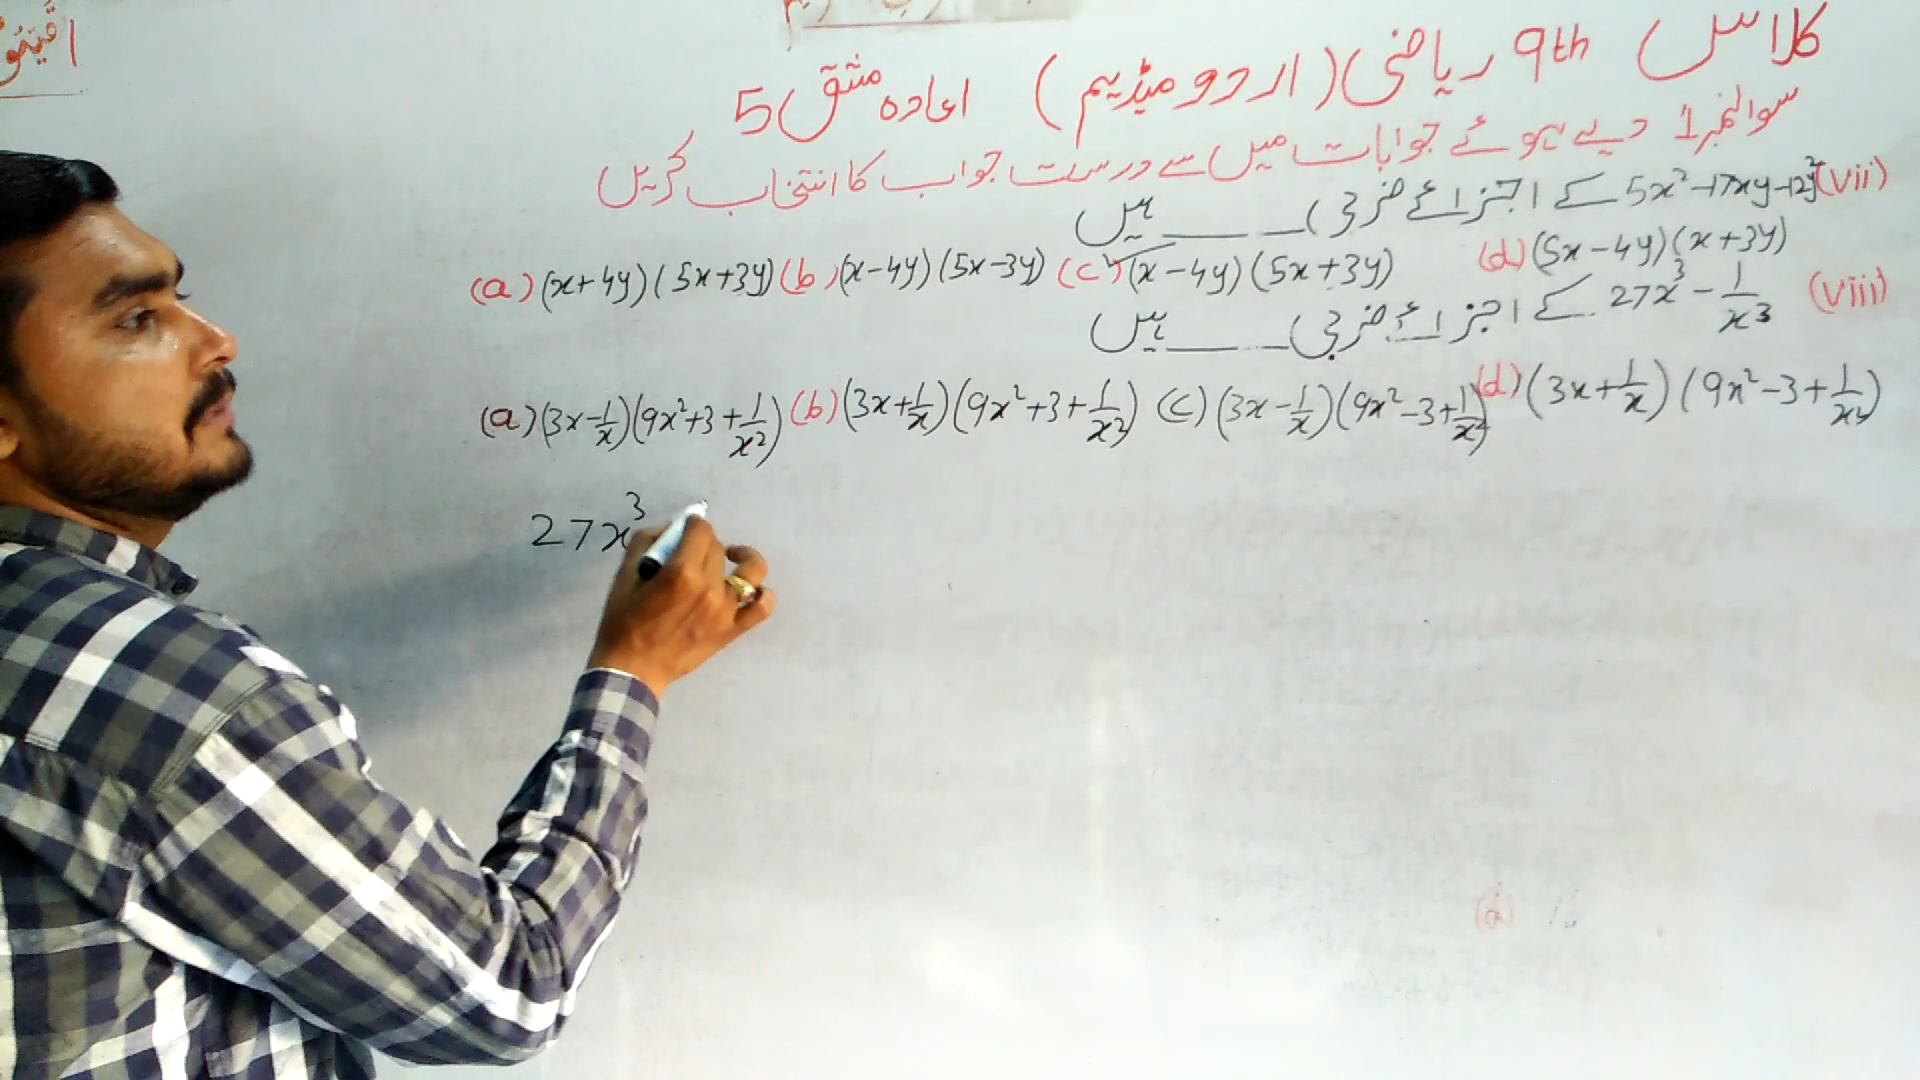 کلاس 9th ریاضی (اردو میڈیم) اعادہ مشق 5
سوالنمبر 1 دیے ہوئے جوابات میں سے درست جواب کا انتخاب کریں
(vii) 5x²-17xy-12y² کے اجزائے ضربی ______ ہیں
(a) (x+4y)(5x+3y) (b) (x-4y)(5x-3y) (c) ✓ (x-4y)(5x+3y) (d) (5x-4y)(x+3y)
(viii) 27x³ - 1/x³ کے اجزائے ضربی ______ ہیں
(a) (3x-1/x)(9x²+3+1/x²) (b) (3x+1/x)(9x²+3+1/x²) (c) (3x-1/x)(9x²-3+1/x²) (d) (3x+1/x)(9x²-3+1/x²)
27x³
(d)